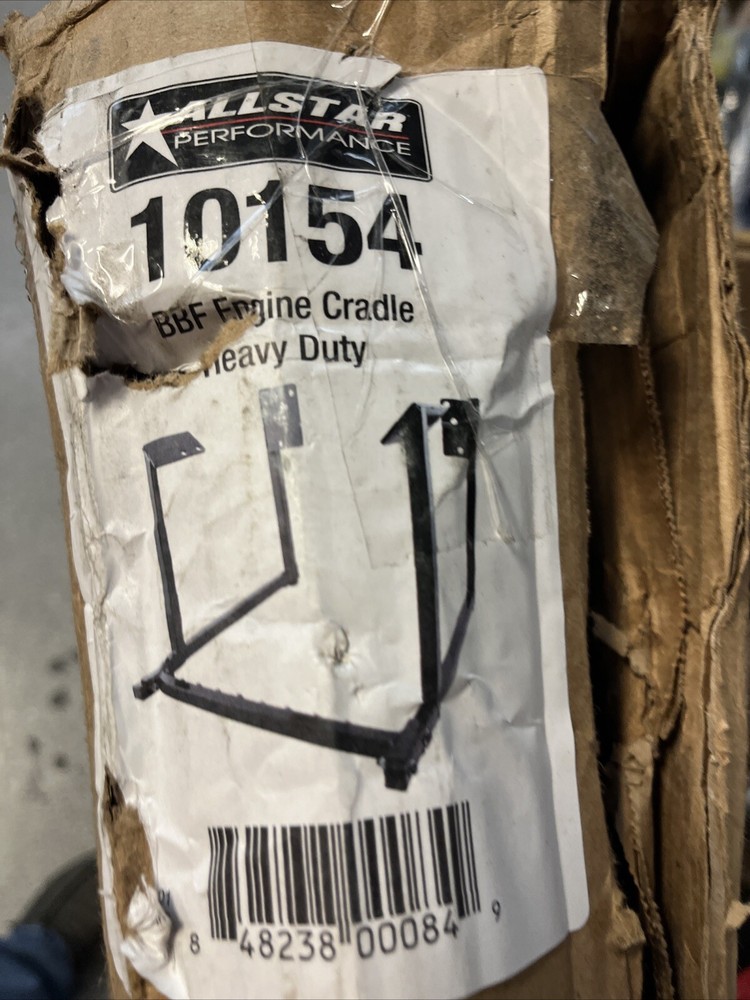 ALLSTAR
PERFORMANCE
10154
BBF Engine Cradle
Heavy Duty
8 48238 00084 9